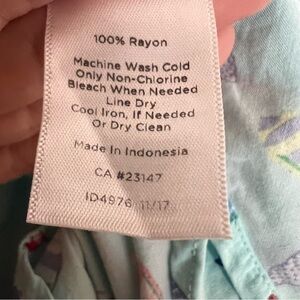 100% Rayon
Machine Wash Cold
Only Non-Chlorine
Bleach When Needed
Line Dry
Cool Iron, If Needed
Or Dry Clean
Made In Indonesia
CA #23147
ID4976 11/17